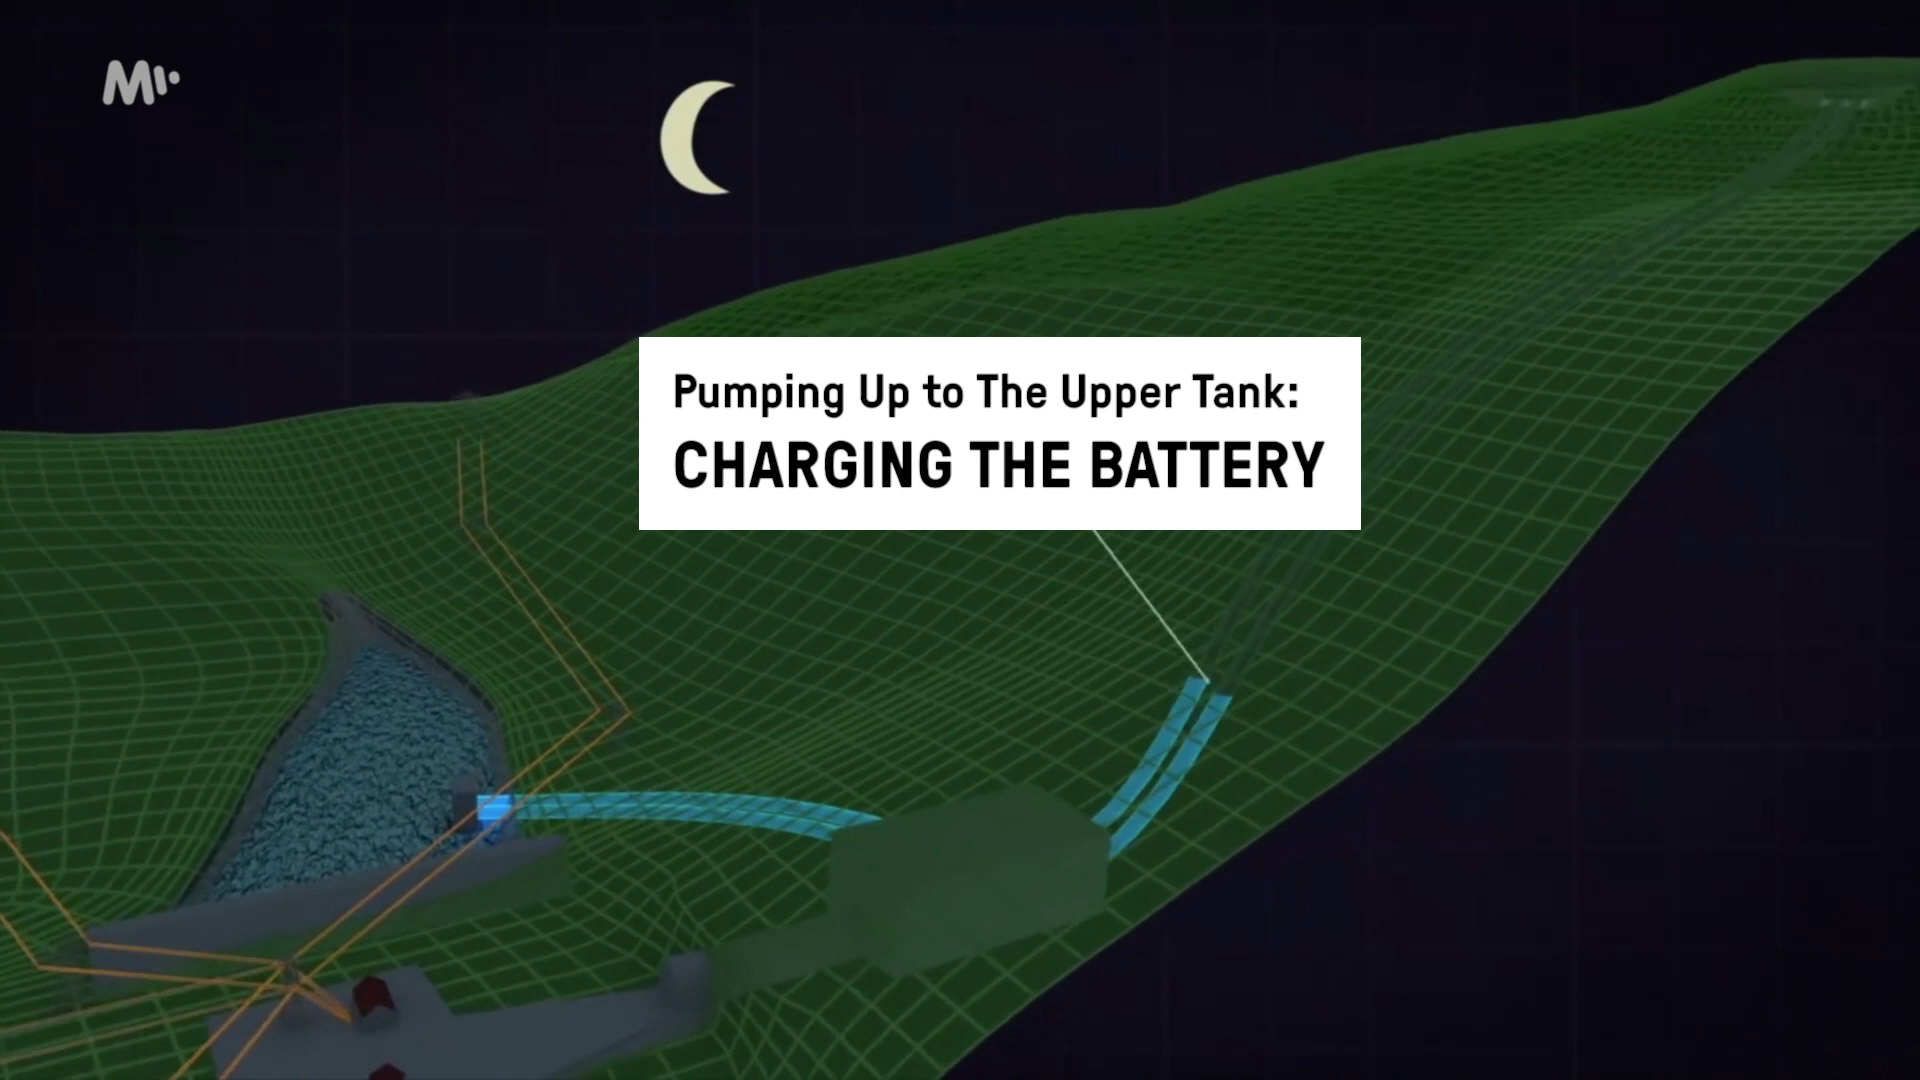 Pumping Up to The Upper Tank:
CHARGING THE BATTERY